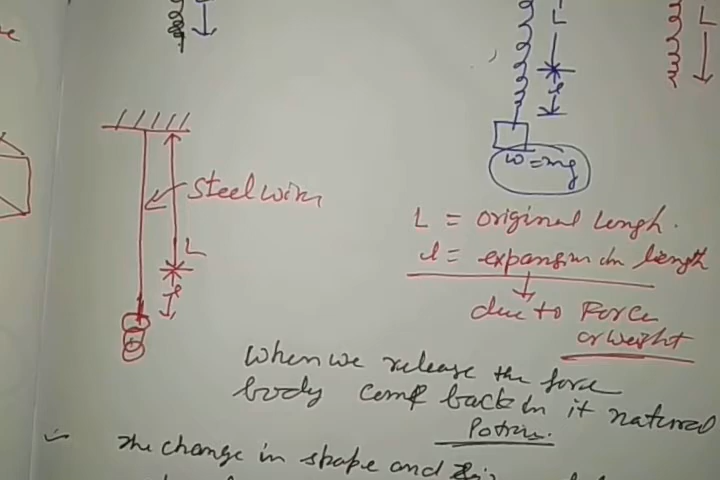 L
l
L
w=mg
steel wire
L
l
L = original length.
l = expansion in length
due to Force
or weight
When we release the force
body come back in it natural
The change in shape and